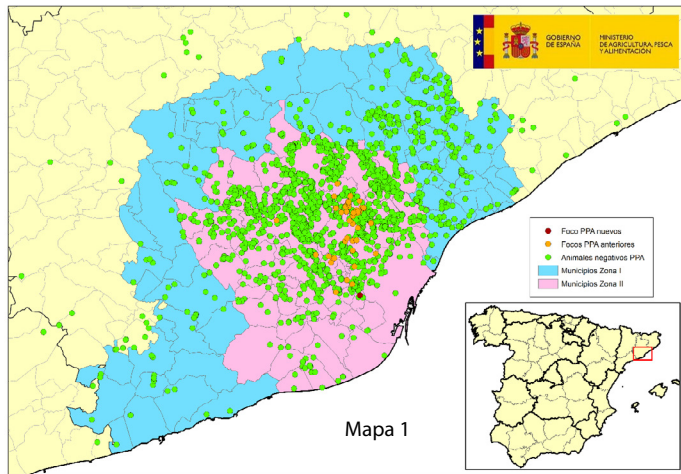 GOBIERNO
DE ESPAÑA
MINISTERIO
DE AGRICULTURA, PESCA
Y ALIMENTACIÓN
Foco PPA nuevos
Focos PPA anteriores
Animales negativos PPA
Municipios Zona I
Municipios Zona II
Mapa 1